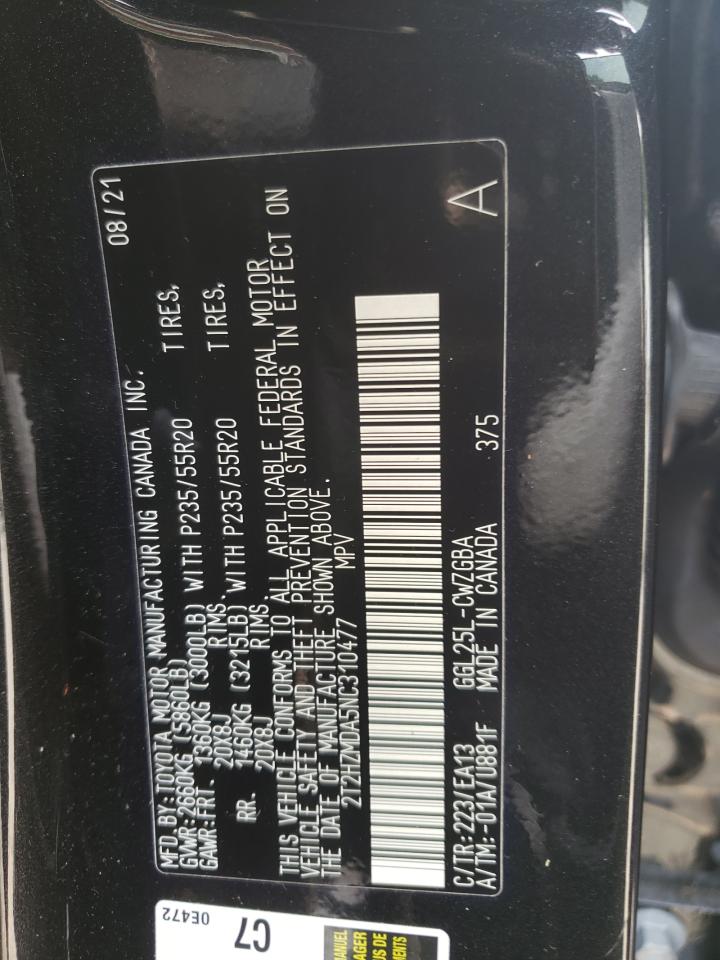 MFD. BY: TOYOTA MOTOR MANUFACTURING CANADA INC. 08/21
GVWR: 2660KG (5860LB)
GAWR: FRT. 1360KG (3000LB) WITH P235/55R20 TIRES,
20X8J RIMS.
RR. 1460KG (3215LB) WITH P235/55R20 TIRES,
20X8J RIMS.
THIS VEHICLE CONFORMS TO ALL APPLICABLE FEDERAL MOTOR
VEHICLE SAFETY AND THEFT PREVENTION STANDARDS IN EFFECT ON
THE DATE OF MANUFACTURE SHOWN ABOVE.
2T2HZMDA5NC310477 MPV
C/TR: 223/EA13 GGL25L-CWZGBA
A/TM: -01A/U881F MADE IN CANADA 375 A
0E472
C7
MANUEL